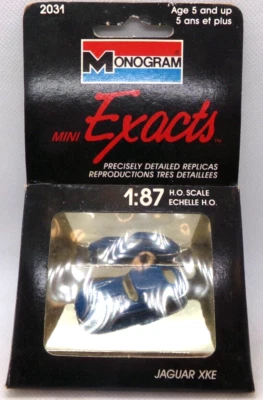 2031
Age 5 and up
5 ans et plus
MONOGRAM
MINI Exacts™
PRECISELY DETAILED REPLICAS
REPRODUCTIONS TRES DETAILLEES
1:87 H.O. SCALE
ECHELLE H.O.
JAGUAR XKE